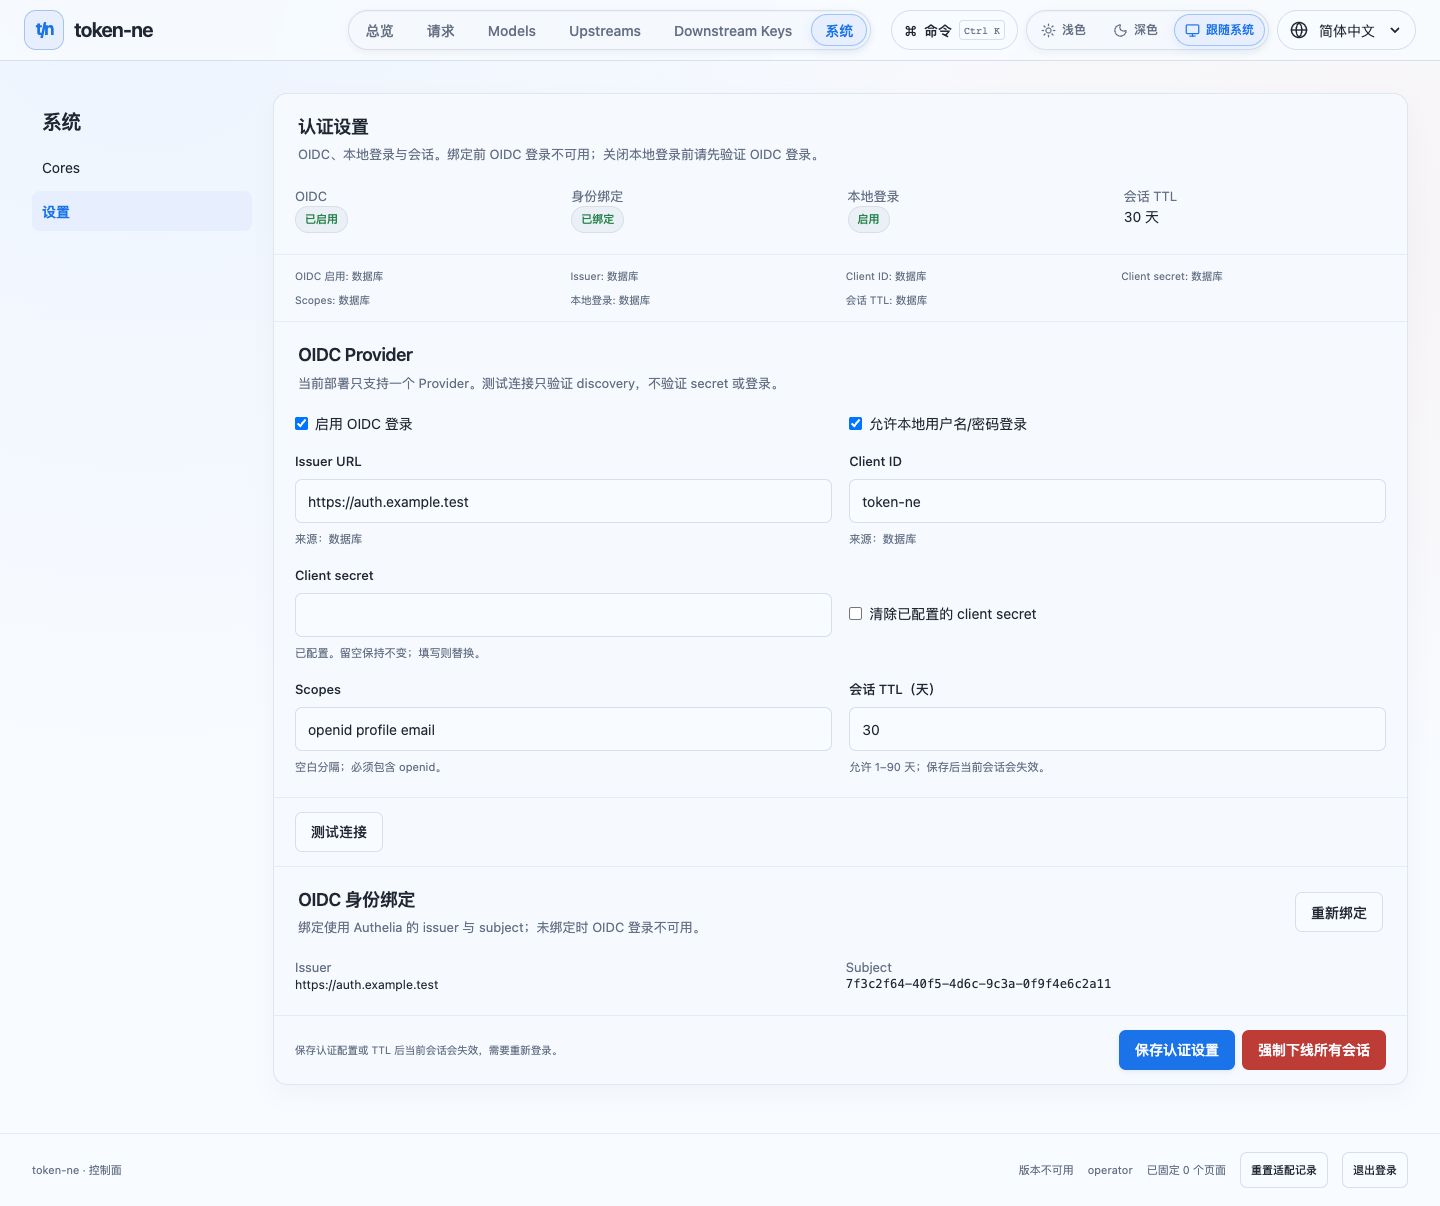 t/n token-ne 总览 请求 Models Upstreams Downstream Keys 系统 ⌘ 命令 Ctrl K 浅色 深色 跟随系统 简体中文
系统
Cores
设置
认证设置
OIDC、本地登录与会话。绑定前 OIDC 登录不可用；关闭本地登录前请先验证 OIDC 登录。
OIDC 身份绑定 本地登录 会话 TTL
已启用 已绑定 启用 30 天
OIDC 启用: 数据库 Issuer: 数据库 Client ID: 数据库 Client secret: 数据库
Scopes: 数据库 本地登录: 数据库 会话 TTL: 数据库
OIDC Provider
当前部署只支持一个 Provider。测试连接只验证 discovery，不验证 secret 或登录。
启用 OIDC 登录 允许本地用户名/密码登录
Issuer URL Client ID
https://auth.example.test token-ne
来源：数据库 来源：数据库
Client secret
清除已配置的 client secret
已配置。留空保持不变；填写则替换。
Scopes 会话 TTL（天）
openid profile email 30
空白分隔；必须包含 openid。 允许 1–90 天；保存后当前会话会失效。
测试连接
OIDC 身份绑定
绑定使用 Authelia 的 issuer 与 subject；未绑定时 OIDC 登录不可用。
重新绑定
Issuer Subject
https://auth.example.test 7f3c2f64-40f5-4d6c-9c3a-0f9f4e6c2a11
保存认证配置或 TTL 后当前会话会失效，需要重新登录。 保存认证设置 强制下线所有会话
token-ne · 控制面 版本不可用 operator 已固定 0 个页面 重置适配记录 退出登录